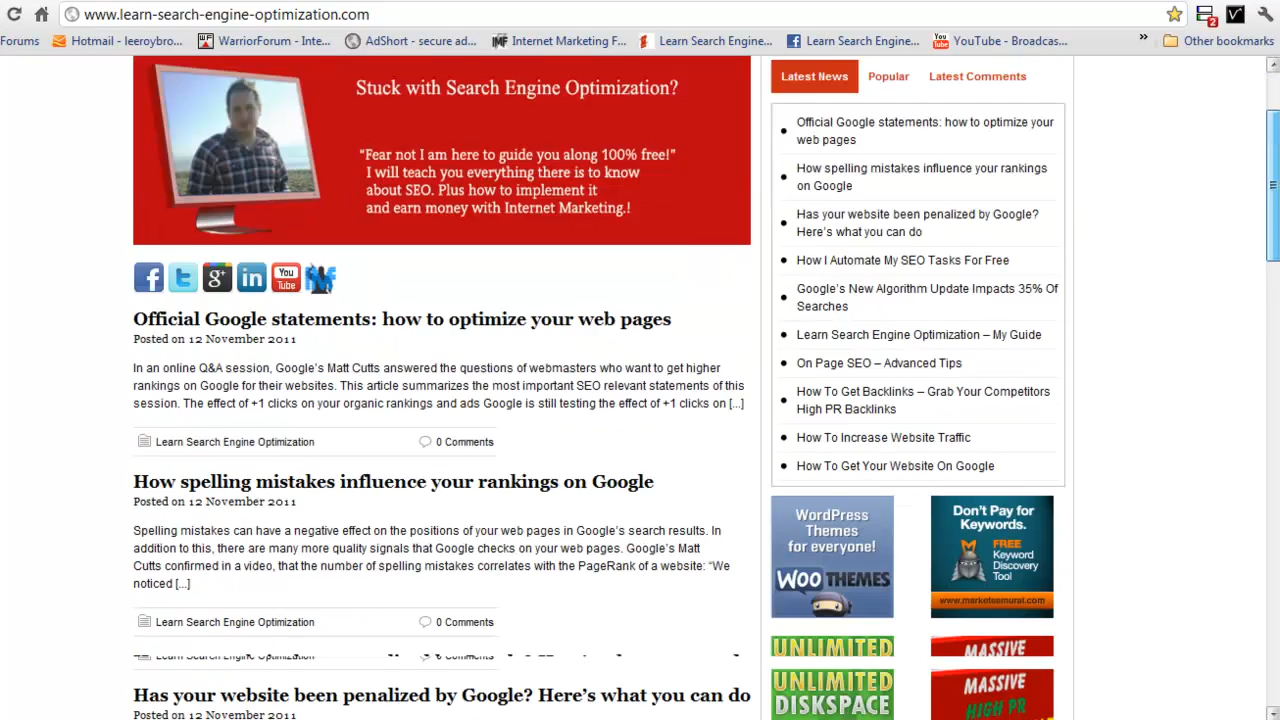 www.learn-search-engine-optimization.com
2
Forums
Hotmail - leeroybro...
WarriorForum - Inte...
AdShort - secure ad...
Internet Marketing F...
Learn Search Engine...
Learn Search Engine...
YouTube - Broadcas...
»
Other bookmarks
Stuck with Search Engine Optimization?
“Fear not I am here to guide you along 100% free!”
I will teach you everything there is to know
about SEO. Plus how to implement it
and earn money with Internet Marketing.!
Official Google statements: how to optimize your web pages
Posted on 12 November 2011
In an online Q&A session, Google’s Matt Cutts answered the questions of webmasters who want to get higher
rankings on Google for their websites. This article summarizes the most important SEO relevant statements of this
session. The effect of +1 clicks on your organic rankings and ads Google is still testing the effect of +1 clicks on [...]
Learn Search Engine Optimization
0 Comments
How spelling mistakes influence your rankings on Google
Posted on 12 November 2011
Spelling mistakes can have a negative effect on the positions of your web pages in Google’s search results. In
addition to this, there are many more quality signals that Google checks on your web pages. Google’s Matt
Cutts confirmed in a video, that the number of spelling mistakes correlates with the PageRank of a website: “We
noticed [...]
Learn Search Engine Optimization
0 Comments
Has your website been penalized by Google? Here’s what you can do
Posted on 12 November 2011
Latest News
Popular
Latest Comments
Official Google statements: how to optimize your
web pages
How spelling mistakes influence your rankings
on Google
Has your website been penalized by Google?
Here’s what you can do
How I Automate My SEO Tasks For Free
Google’s New Algorithm Update Impacts 35% Of
Searches
Learn Search Engine Optimization – My Guide
On Page SEO – Advanced Tips
How To Get Backlinks – Grab Your Competitors
High PR Backlinks
How To Increase Website Traffic
How To Get Your Website On Google
WordPress
Themes
for everyone!
WOO THEMES
Don't Pay for
Keywords.
FREE
Keyword
Discovery
Tool
www.marketsamurai.com
UNLIMITED
MASSIVE
UNLIMITED
DISKSPACE
MASSIVE
HIGH PR